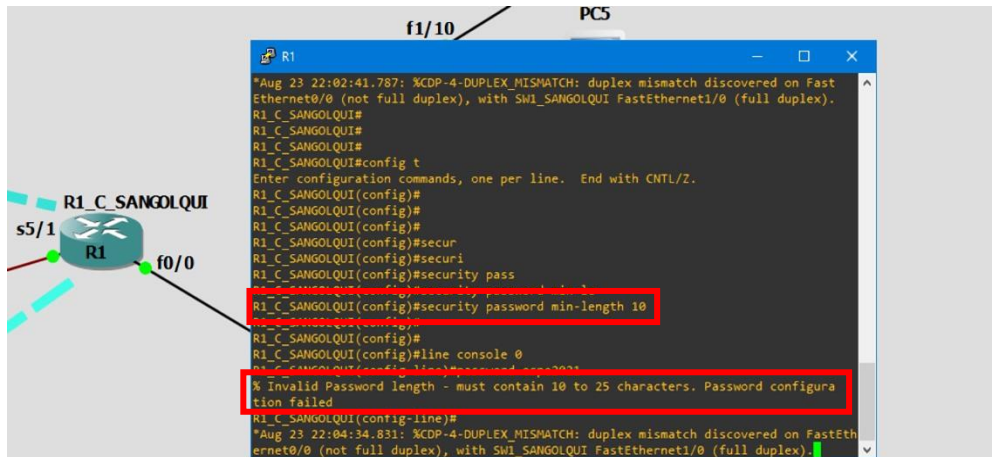 f1/10
PC5
R1
*Aug 23 22:02:41.787: %CDP-4-DUPLEX_MISMATCH: duplex mismatch discovered on Fast
Ethernet0/0 (not full duplex), with SW1_SANGOLQUI FastEthernet1/0 (full duplex).
R1_C_SANGOLQUI#
R1_C_SANGOLQUI#
R1_C_SANGOLQUI#
R1_C_SANGOLQUI#config t
Enter configuration commands, one per line.  End with CNTL/Z.
R1_C_SANGOLQUI(config)#
R1_C_SANGOLQUI(config)#
R1_C_SANGOLQUI(config)#
R1_C_SANGOLQUI(config)#secur
R1_C_SANGOLQUI(config)#securi
R1_C_SANGOLQUI(config)#security pass
R1_C_SANGOLQUI(config)#security password min-length 10
R1_C_SANGOLQUI(config)#
R1_C_SANGOLQUI(config)#
R1_C_SANGOLQUI(config)#line console 0
% Invalid Password length - must contain 10 to 25 characters. Password configura
tion failed
R1_C_SANGOLQUI(config-line)#
*Aug 23 22:04:34.831: %CDP-4-DUPLEX_MISMATCH: duplex mismatch discovered on FastEth
ernet0/0 (not full duplex), with SW1_SANGOLQUI FastEthernet1/0 (full duplex).
R1_C_SANGOLQUI
s5/1
R1
f0/0